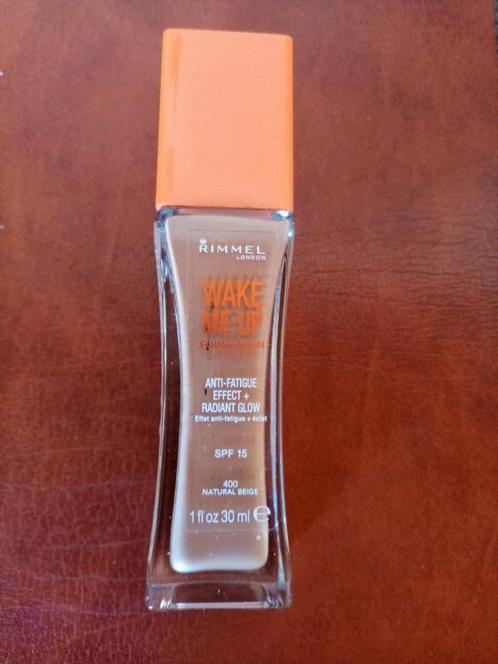 RIMMEL
LONDON
WAKE
ME UP
FOUNDATION
ANTI-FATIGUE
EFFECT +
RADIANT GLOW
Effet anti-fatigue + éclat
SPF 15
400
NATURAL BEIGE
1 fl oz 30 ml e